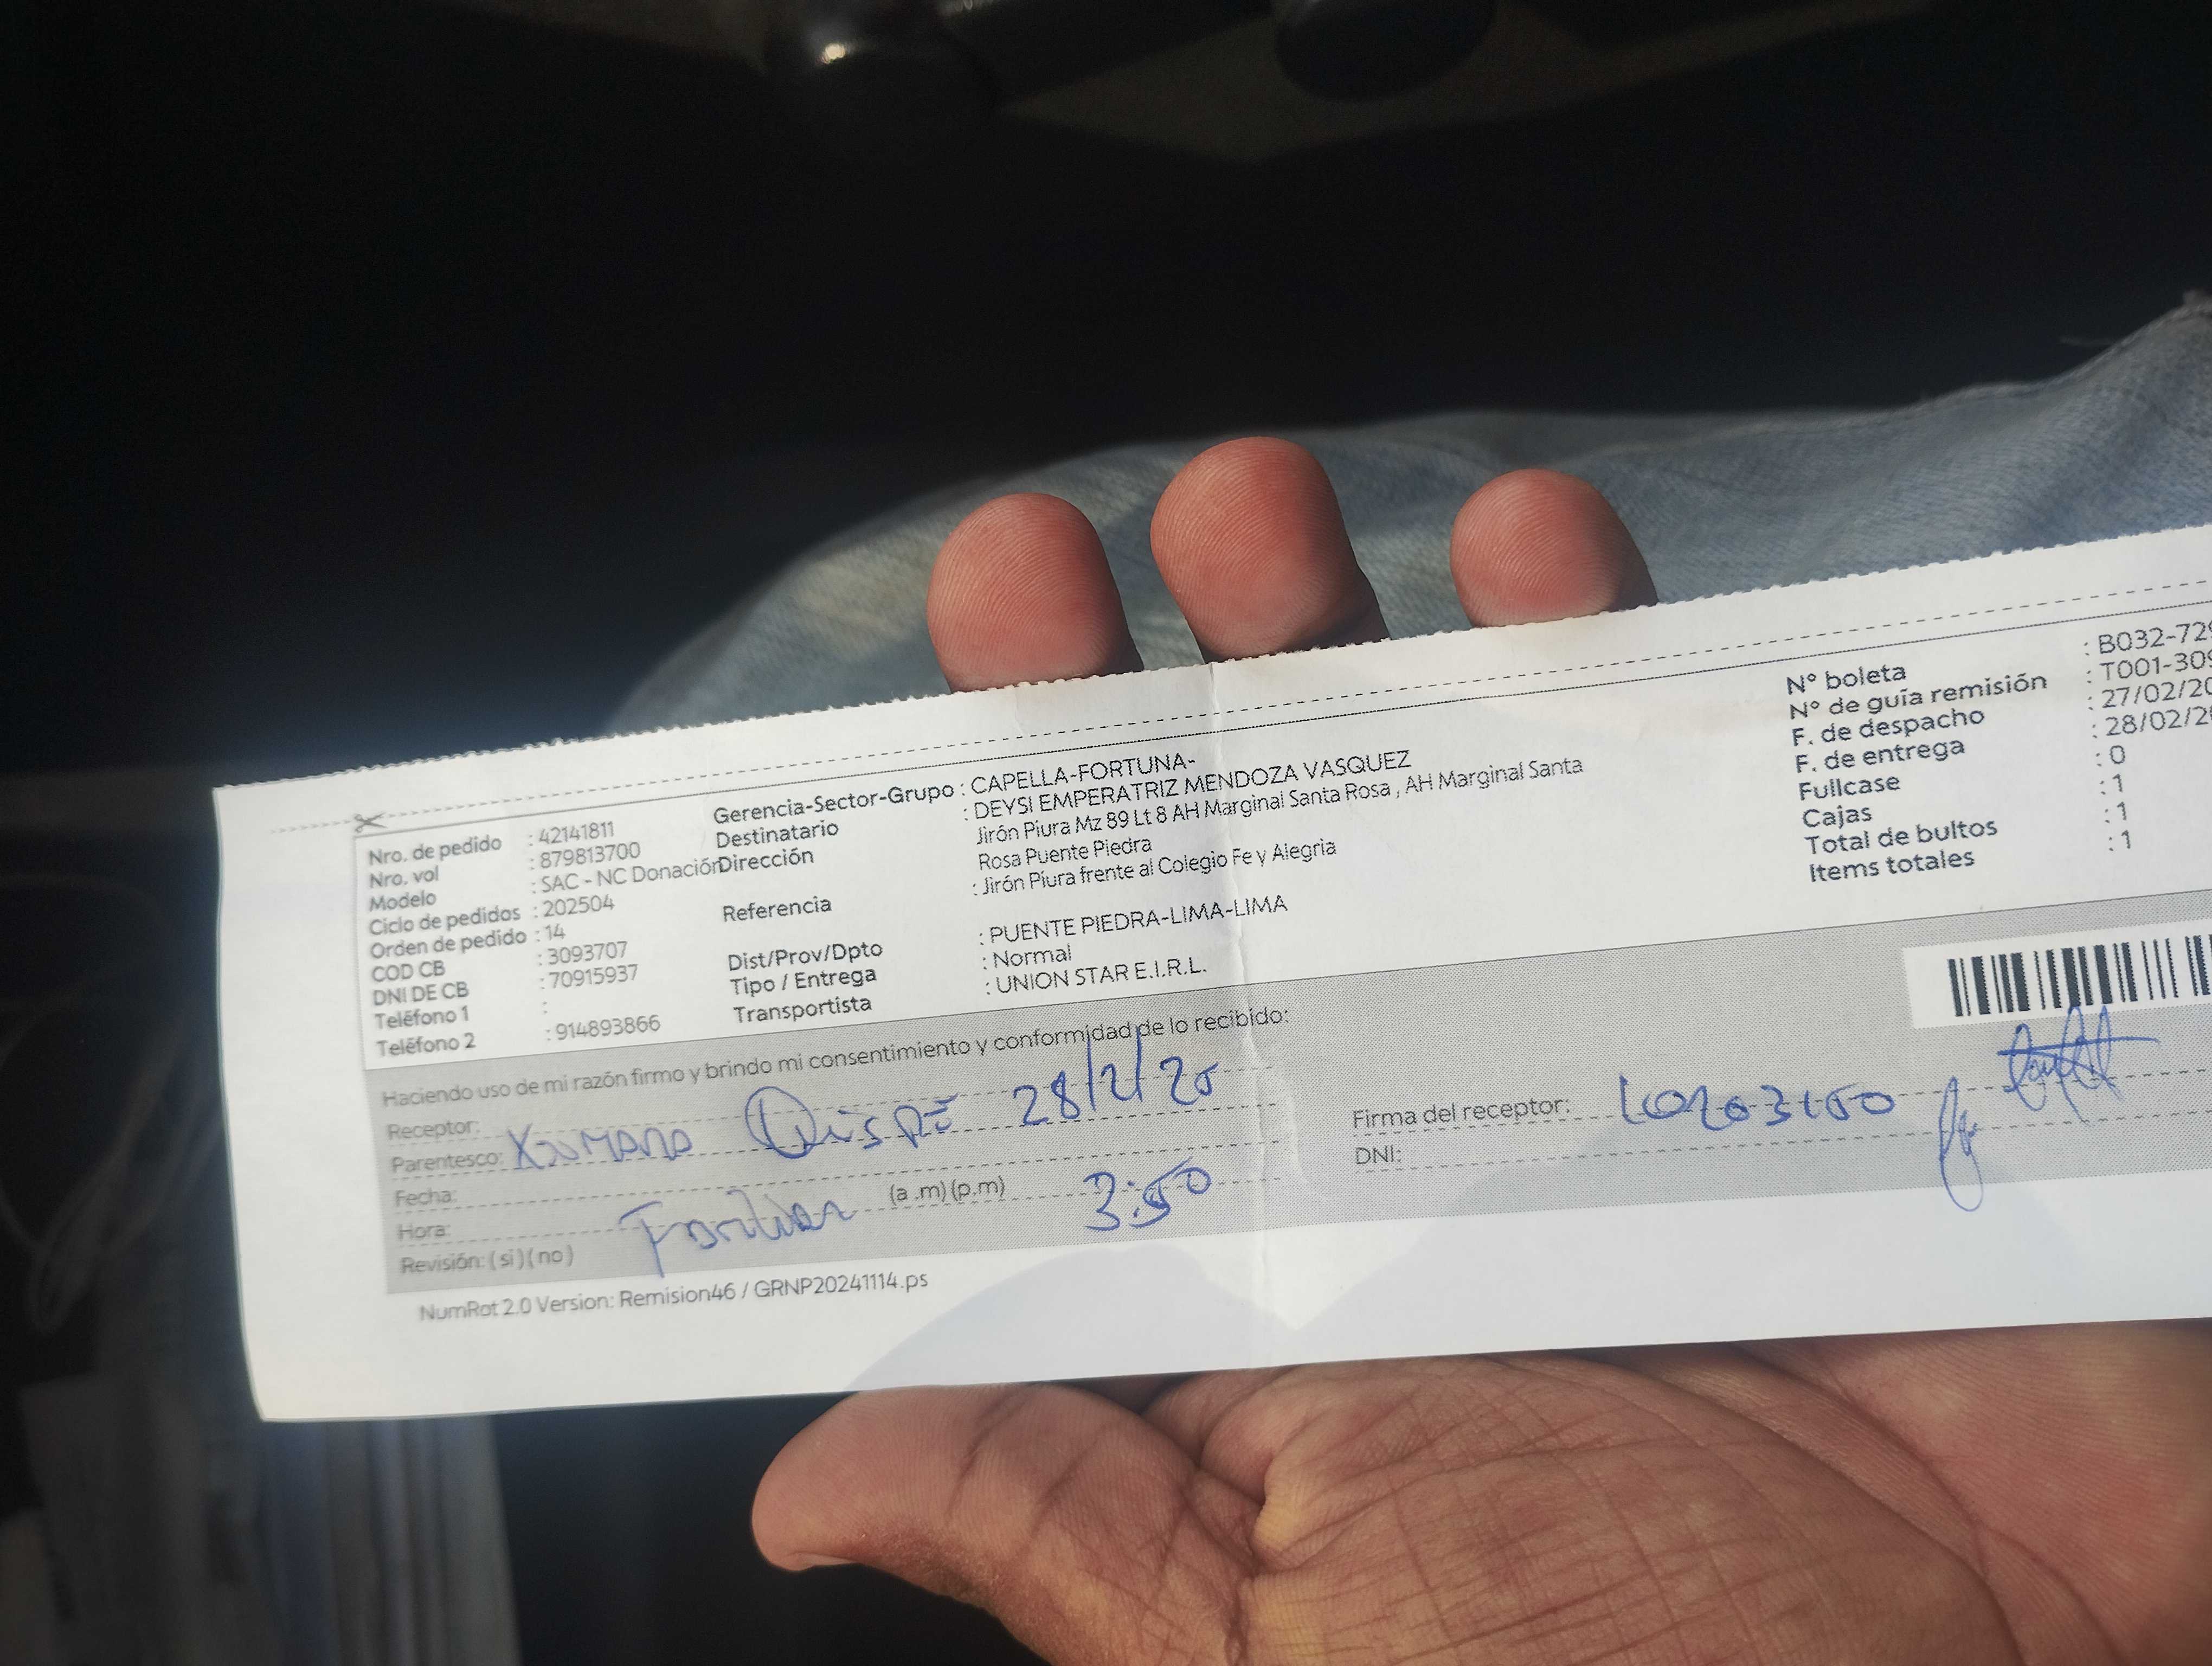 Nro. de pedido : 42141811
Nro. vol : 879813700
Modelo : SAC - NC Donación
Ciclo de pedidos : 202504
Orden de pedido : 14
COD CB : 3093707
DNI DE CB : 70915937
Teléfono 1 :
Teléfono 2 : 914893866
Gerencia-Sector-Grupo : CAPELLA-FORTUNA-
Destinatario : DEYSI EMPERATRIZ MENDOZA VASQUEZ
Dirección Jirón Piura Mz 89 Lt 8 AH Marginal Santa Rosa , AH Marginal Santa
Rosa Puente Piedra
Referencia : Jirón Piura frente al Colegio Fe y Alegria
Dist/Prov/Dpto : PUENTE PIEDRA-LIMA-LIMA
Tipo / Entrega : Normal
Transportista : UNION STAR E.I.R.L.
N° boleta : B032-729
N° de guía remisión : T001-309
F. de despacho : 27/02/20
F. de entrega : 28/02/20
Fullcase : 0
Cajas : 1
Total de bultos : 1
Items totales : 1
Haciendo uso de mi razón firmo y brindo mi consentimiento y conformidad de lo recibido:
Receptor:
Parentesco: Quispe 28/2/25
Fecha:
Hora: Familiar (a .m) (p.m) 3:50
Revisión: ( si ) ( no )
Firma del receptor:
DNI:
NumRot 2.0 Version: Remision46 / GRNP20241114.ps